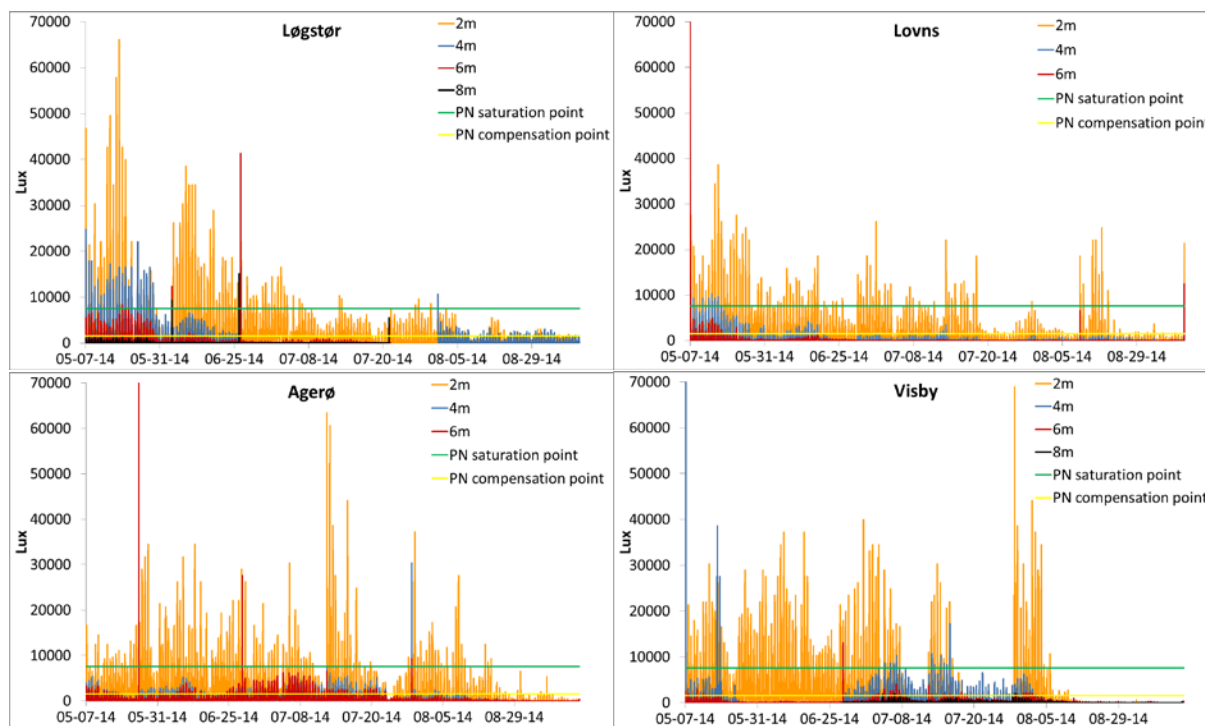 Løgstør
70000
60000
50000
40000
30000
20000
10000
0
Lux
2m
4m
6m
8m
PN saturation point
PN compensation point
05-07-14 05-31-14 06-25-14 07-08-14 07-20-14 08-05-14 08-29-14
Lovns
70000
60000
50000
40000
30000
20000
10000
0
Lux
2m
4m
6m
PN saturation point
PN compensation point
05-07-14 05-31-14 06-25-14 07-08-14 07-20-14 08-05-14 08-29-14
Agerø
70000
60000
50000
40000
30000
20000
10000
0
Lux
2m
4m
6m
PN saturation point
PN compensation point
05-07-14 05-31-14 06-25-14 07-08-14 07-20-14 08-05-14 08-29-14
Visby
70000
60000
50000
40000
30000
20000
10000
0
Lux
2m
4m
6m
8m
PN saturation point
PN compensation point
05-07-14 05-31-14 06-25-14 07-08-14 07-20-14 08-05-14 08-29-14